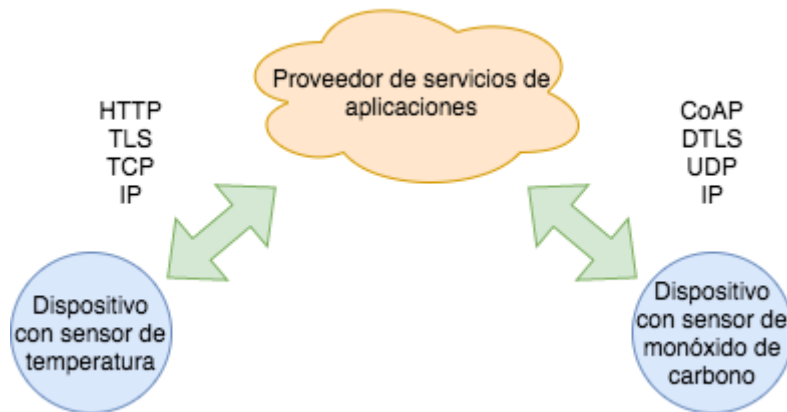 Proveedor de servicios de
aplicaciones
HTTP
TLS
TCP
IP
CoAP
DTLS
UDP
IP
Dispositivo
con sensor de
temperatura
Dispositivo
con sensor de
monóxido de
carbono